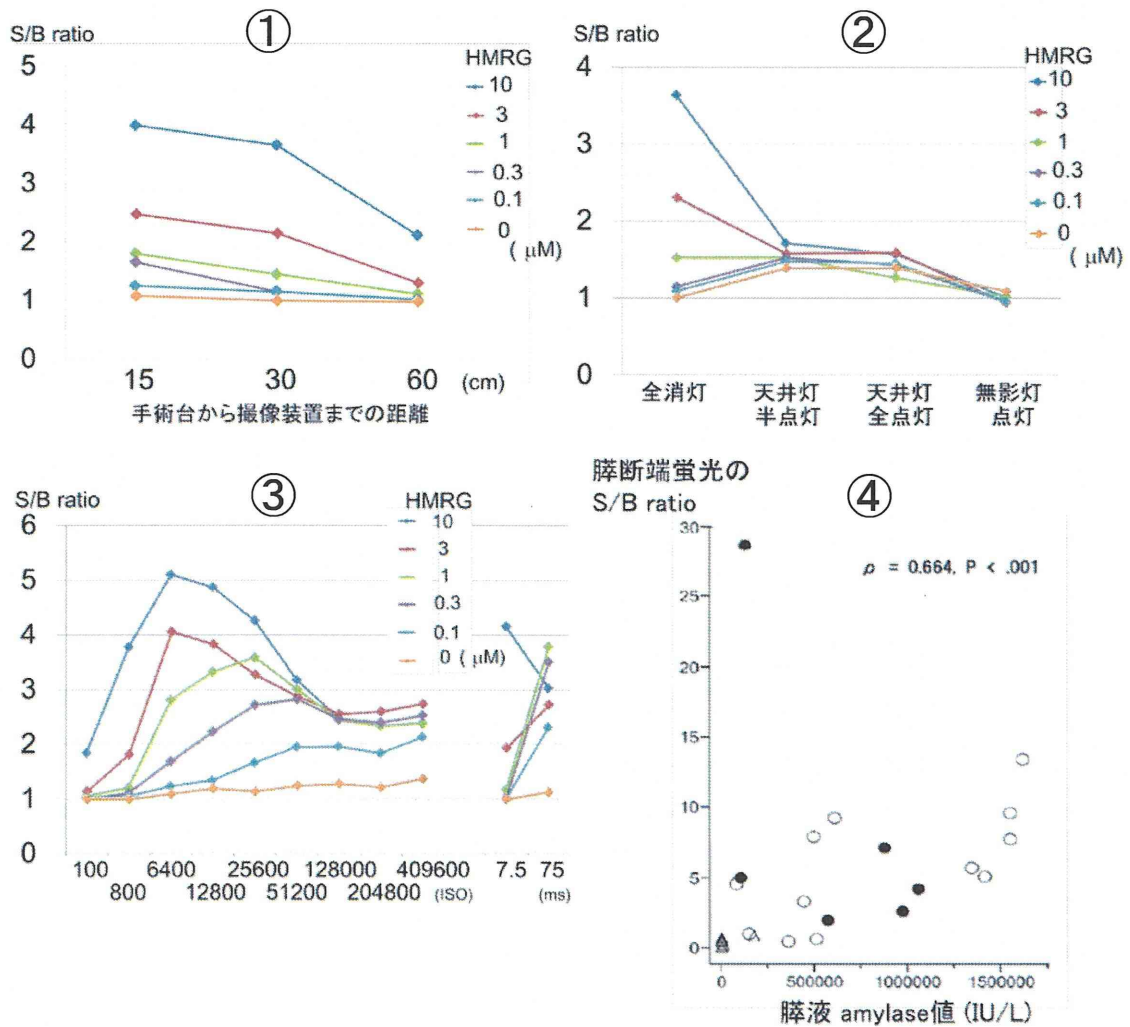 ①
S/B ratio
5
4
3
2
1
0
HMRG
10
3
1
0.3
0.1
0
( μM)
15 30 60 (cm)
手術台から撮像装置までの距離
②
S/B ratio
4
3
2
1
0
HMRG
10
3
1
0.3
0.1
0
( μM)
全消灯 天井灯 天井灯 無影灯
半点灯 全点灯 点灯
③
S/B ratio
6
5
4
3
2
1
0
HMRG
10
3
1
0.3
0.1
0 ( μM)
100 6400 25600 128000 409600 7.5 75
800 12800 51200 204800 (ISO) (ms)
膵断端蛍光の
S/B ratio
④
30
25
20
15
10
5
0
ρ = 0.664, P < .001
0 500000 1000000 1500000
膵液 amylase値 (IU/L)